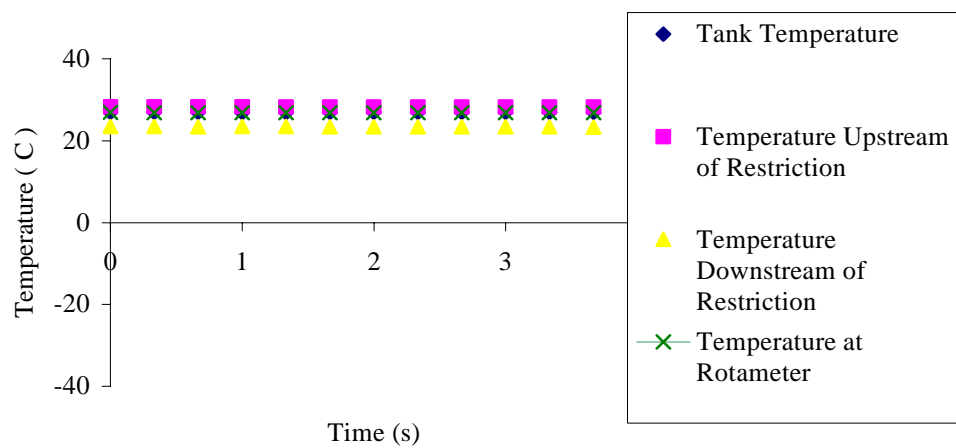 Tank Temperature
Temperature Upstream
of Restriction
Temperature
Downstream of
Restriction
Temperature at
Rotameter
Temperature ( C )
40
20
0
-20
-40
0
1
2
3
Time (s)